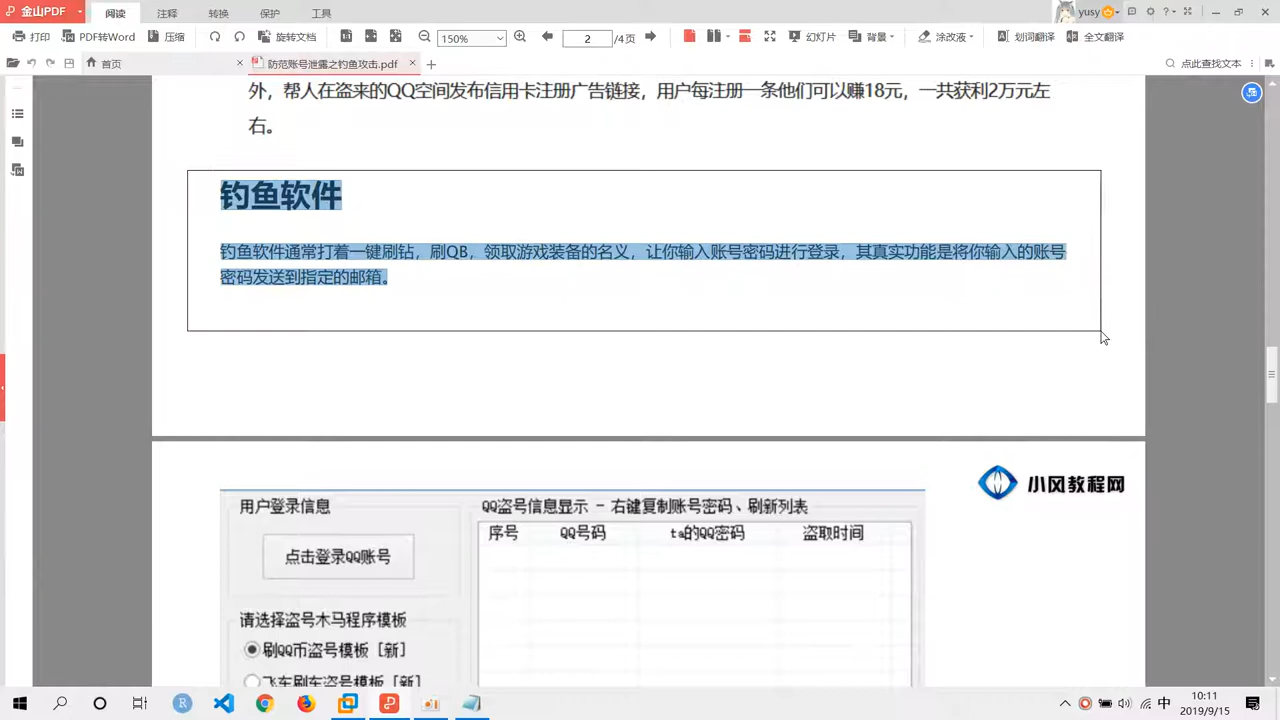 金山PDF
阅读
注释
转换
保护
工具
yusy
打印
PDF转Word
压缩
旋转文档
150%
2
/4页
幻灯片
背景
涂改液
划词翻译
全文翻译
首页
防范账号泄露之钓鱼攻击.pdf
点此查找文本
外，帮人在盗来的QQ空间发布信用卡注册广告链接，用户每注册一条他们可以赚18元，一共获利2万元左
右。
钓鱼软件
钓鱼软件通常打着一键刷钻，刷QB，领取游戏装备的名义，让你输入账号密码进行登录，其真实功能是将你输入的账号
密码发送到指定的邮箱。
小风教程网
用户登录信息
QQ盗号信息显示 - 右键复制账号密码、刷新列表
序号
QQ号码
ta的QQ密码
盗取时间
点击登录QQ账号
请选择盗号木马程序模板
刷QQ币盗号模板 [新]
飞车刷车盗号模板 [新]
中
10:11
2019/9/15